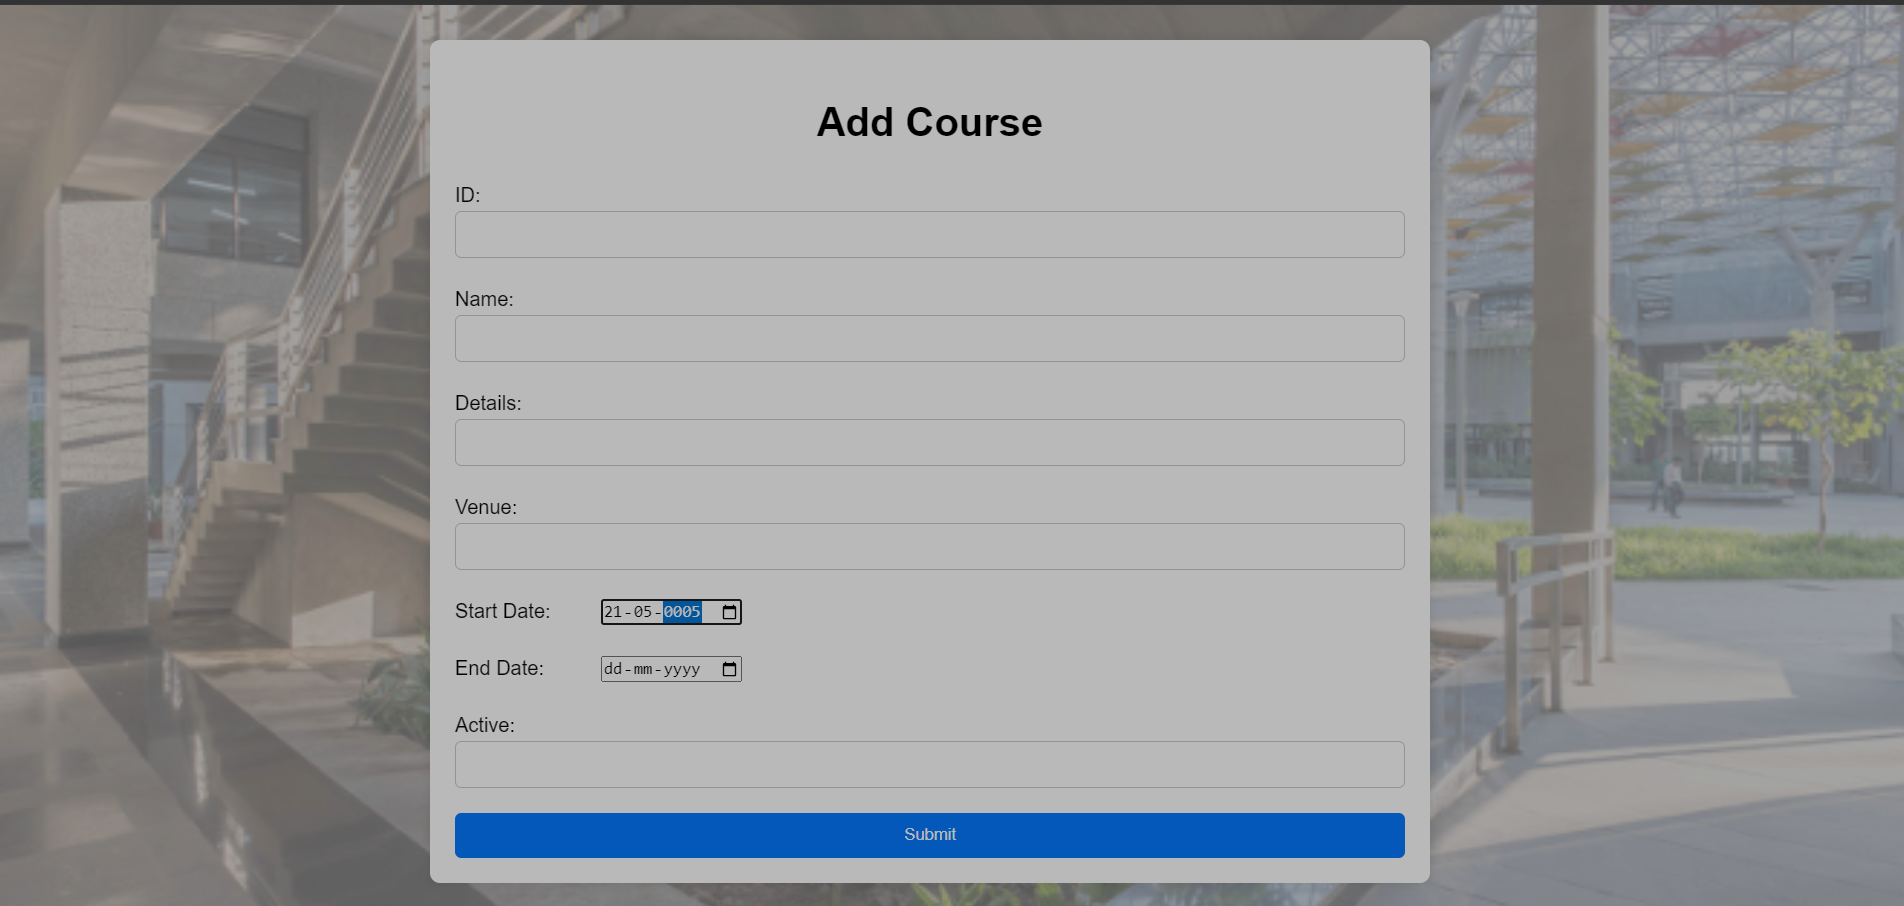 Add Course
ID:
Name:
Details:
Venue:
Start Date: 21-05-0005
End Date: dd-mm-yyyy
Active:
Submit